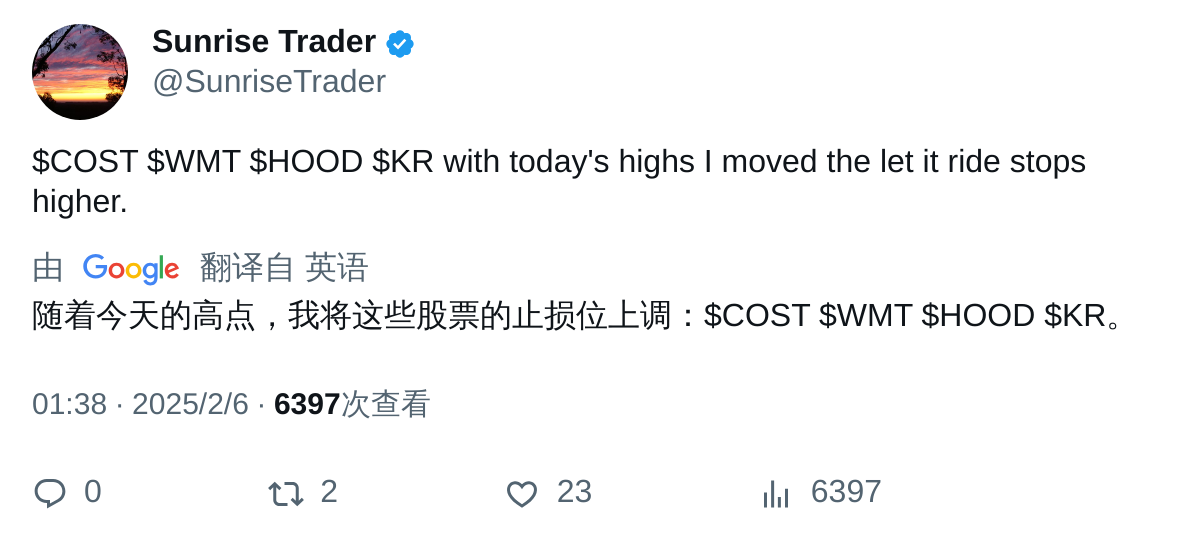 Sunrise Trader
@SunriseTrader
$COST $WMT $HOOD $KR with today's highs I moved the let it ride stops
higher.
由 Google 翻译自 英语
随着今天的高点，我将这些股票的止损位上调：$COST $WMT $HOOD $KR。
01:38 · 2025/2/6 · 6397次查看
0 2 23 6397